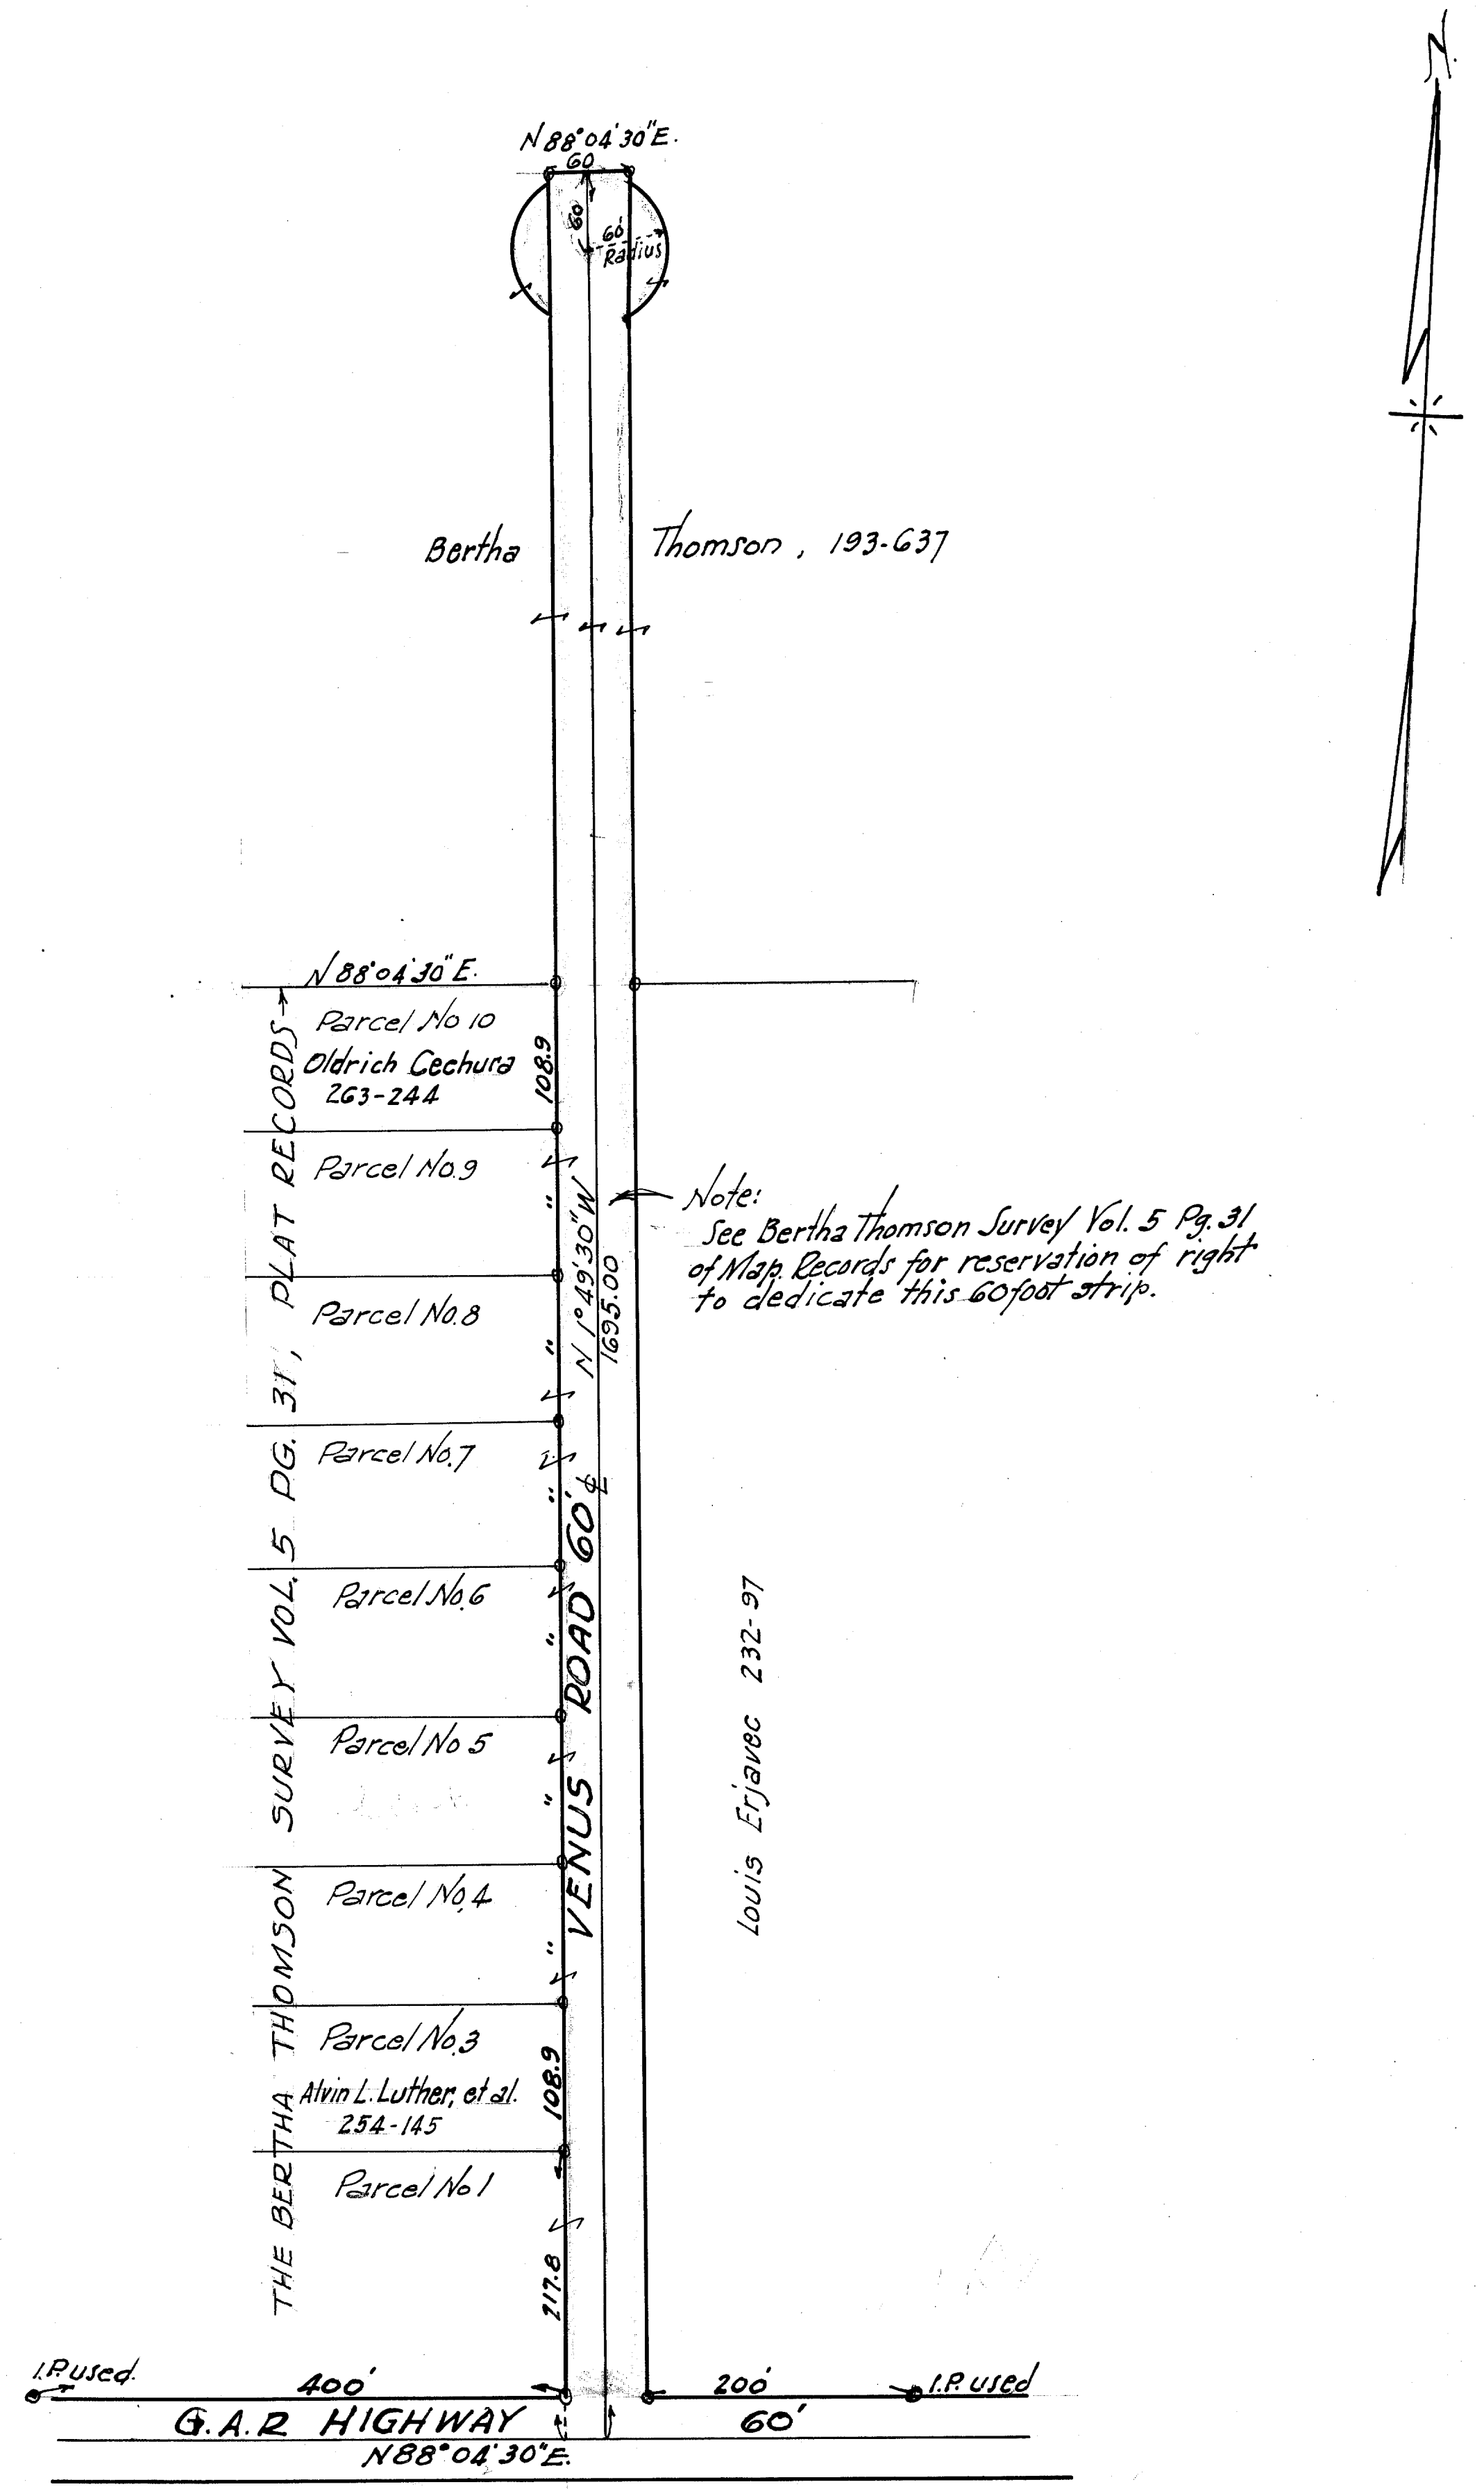 N.
N 88° 04' 30" E.
60
60
60'
Radius
Bertha Thomson, 193-637
N 88° 04' 30" E.
Parcel No 10
Oldrich Cechura
263-244
108.9
Parcel No. 9
"
Parcel No. 8
"
Parcel No. 7
"
Parcel No. 6
"
Parcel No 5
"
Parcel No. 4
"
Parcel No. 3
Alvin L. Luther, et al.
254-145
108.9
Parcel No 1
217.8
THE BERTHA THOMSON SURVEY VOL. 5 PG. 31, PLAT RECORDS
N 1° 49' 30" W
1695.00
VENUS ROAD 60' ℄
Note:
See Bertha Thomson Survey Vol. 5 Pg. 31
of Map. Records for reservation of right
to dedicate this 60 foot strip.
Louis Erjavec 232-97
I.P. used.
400'
200'
I.P. used
G.A.R HIGHWAY
60'
N 88° 04' 30" E.